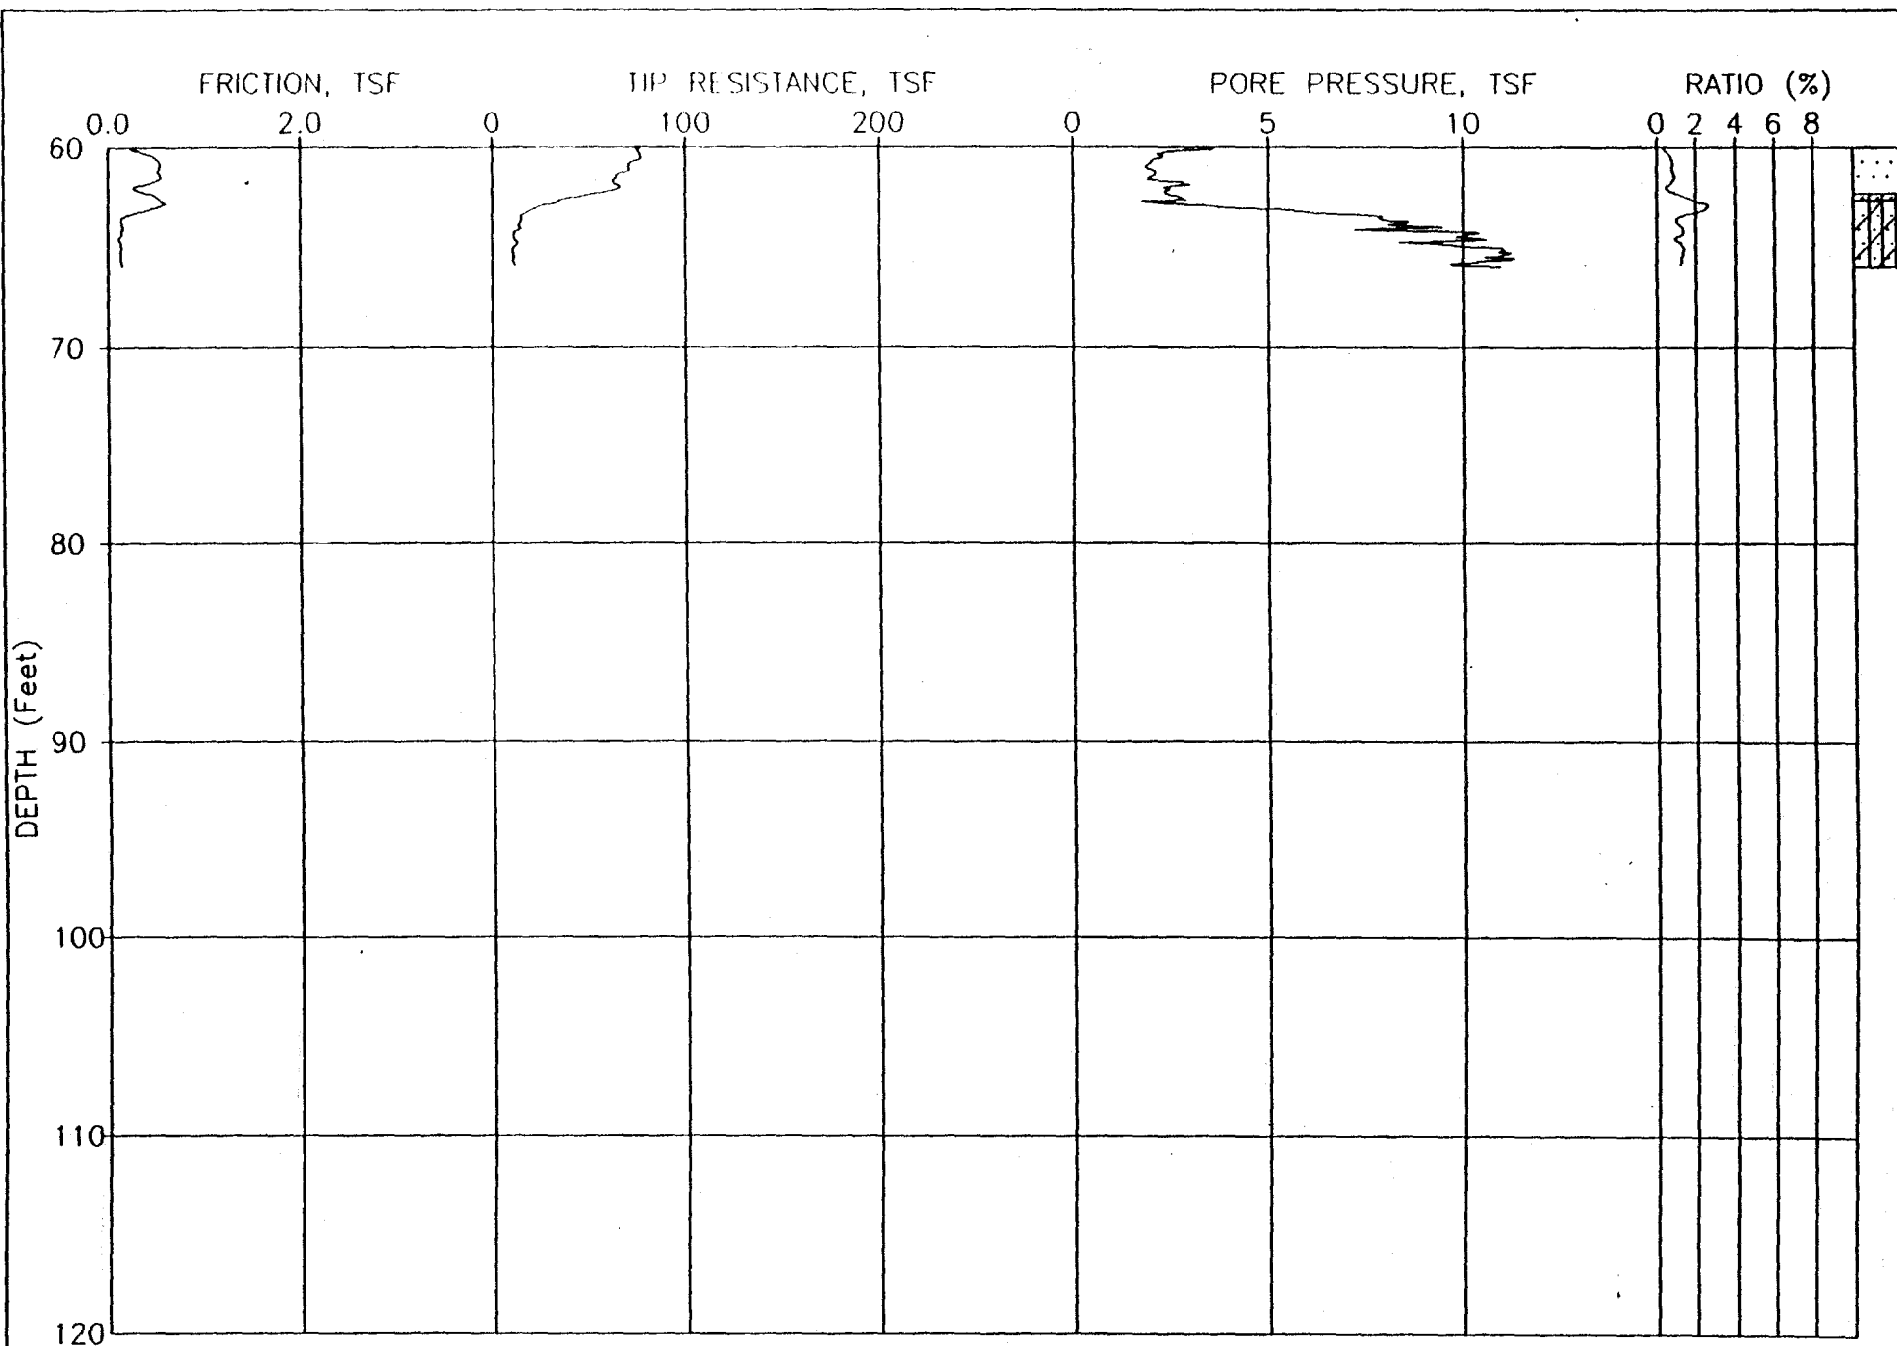 FRICTION, TSF TIP RESISTANCE, TSF PORE PRESSURE, TSF RATIO (%)
0.0 2.0 0 100 200 0 5 10 0 2 4 6 8
60
70
80
DEPTH (Feet)
90
100
110
120